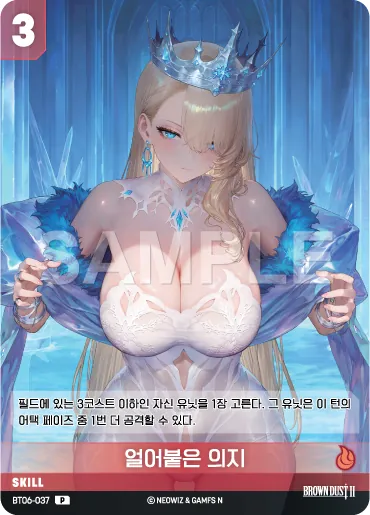 3
SAMPLE
필드에 있는 3코스트 이하인 자신 유닛을 1장 고른다. 그 유닛은 이 턴의
어택 페이즈 중 1번 더 공격할 수 있다.
얼어붙은 의지
SKILL
BT06-037 P
© NEOWIZ & GAMFS N
BROWN DUST II